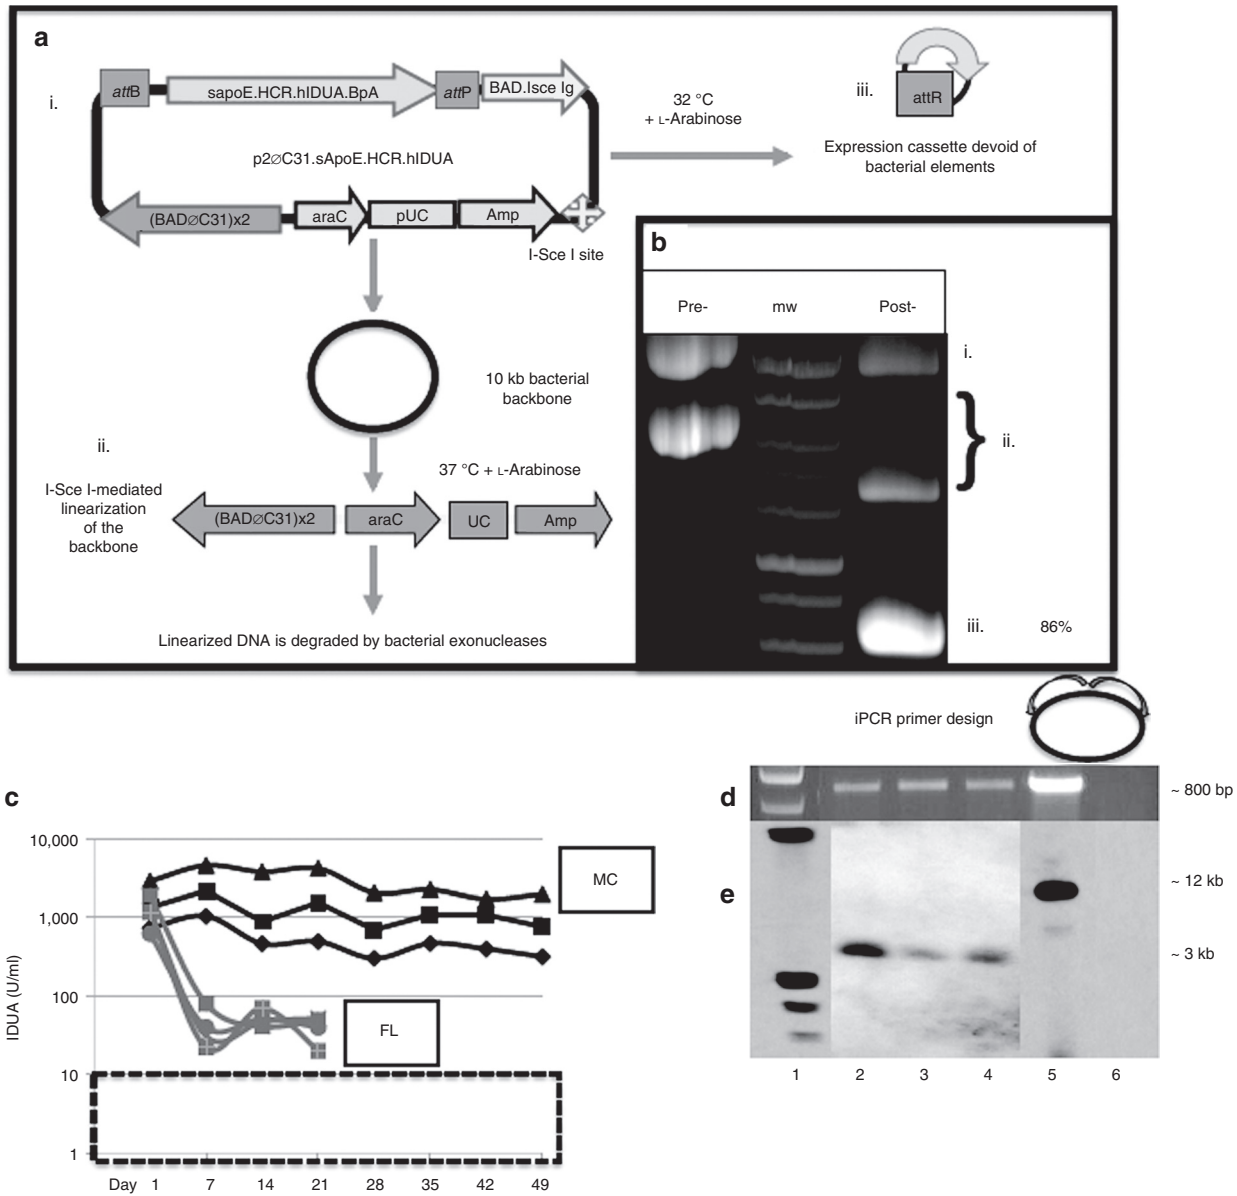 a
i.
attB
sapoE.HCR.hIDUA.BpA
attP
BAD.Isce Ig
p2∅C31.sApoE.HCR.hIDUA
(BAD∅C31)x2
araC
pUC
Amp
I-Sce I site
32 °C
+ L-Arabinose
iii.
attR
Expression cassette devoid of
bacterial elements
10 kb bacterial
backbone
ii.
37 °C + L-Arabinose
I-Sce I-mediated
linearization
of the
backbone
(BAD∅C31)x2
araC
UC
Amp
Linearized DNA is degraded by bacterial exonucleases
b
Pre-
mw
Post-
i.
ii.
iii.
86%
iPCR primer design
c
10,000
1,000
100
10
1
IDUA (U/ml)
MC
FL
Day
1
7
14
21
28
35
42
49
d
~ 800 bp
e
~ 12 kb
~ 3 kb
1
2
3
4
5
6